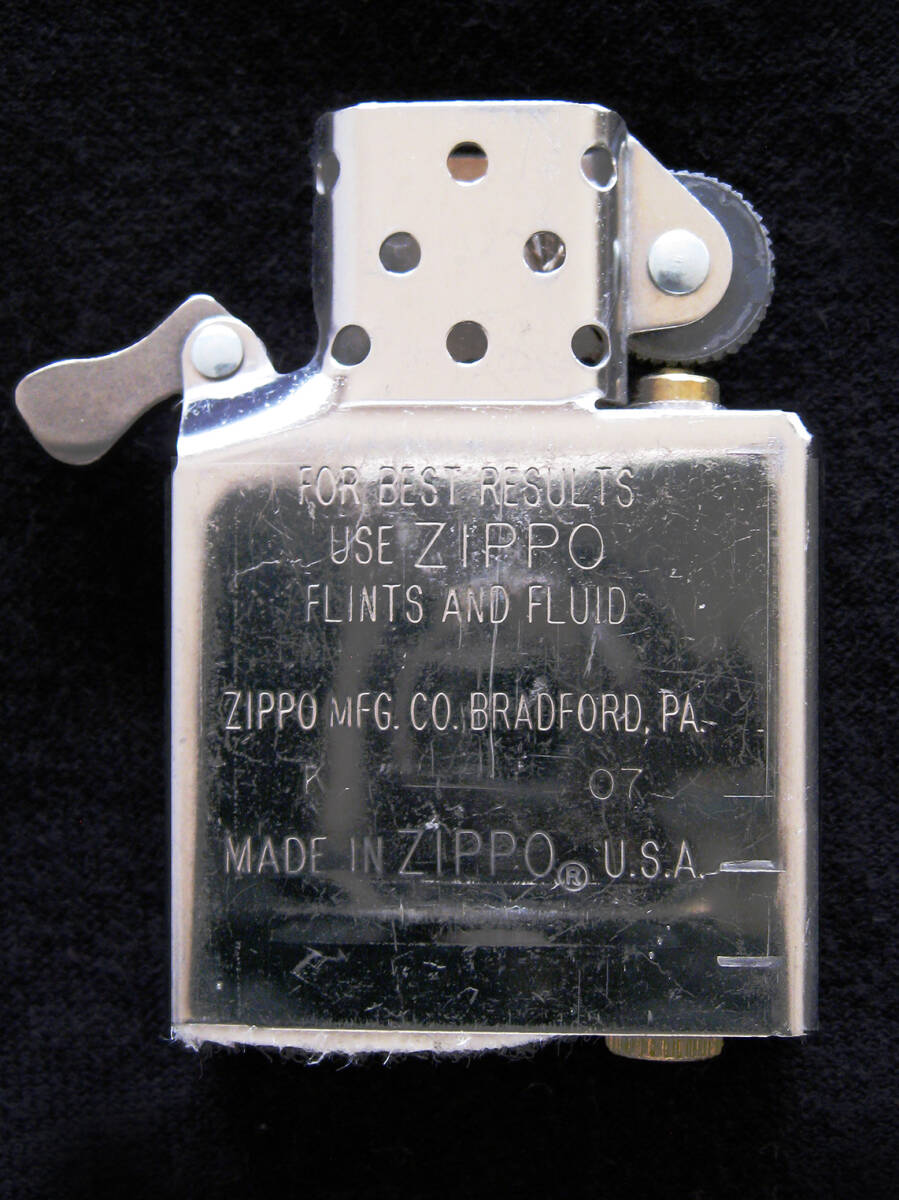 FOR BEST RESULTS
USE ZIPPO
FLINTS AND FLUID
ZIPPO MFG. CO. BRADFORD, PA.
K 07
MADE IN ZIPPO® U.S.A.